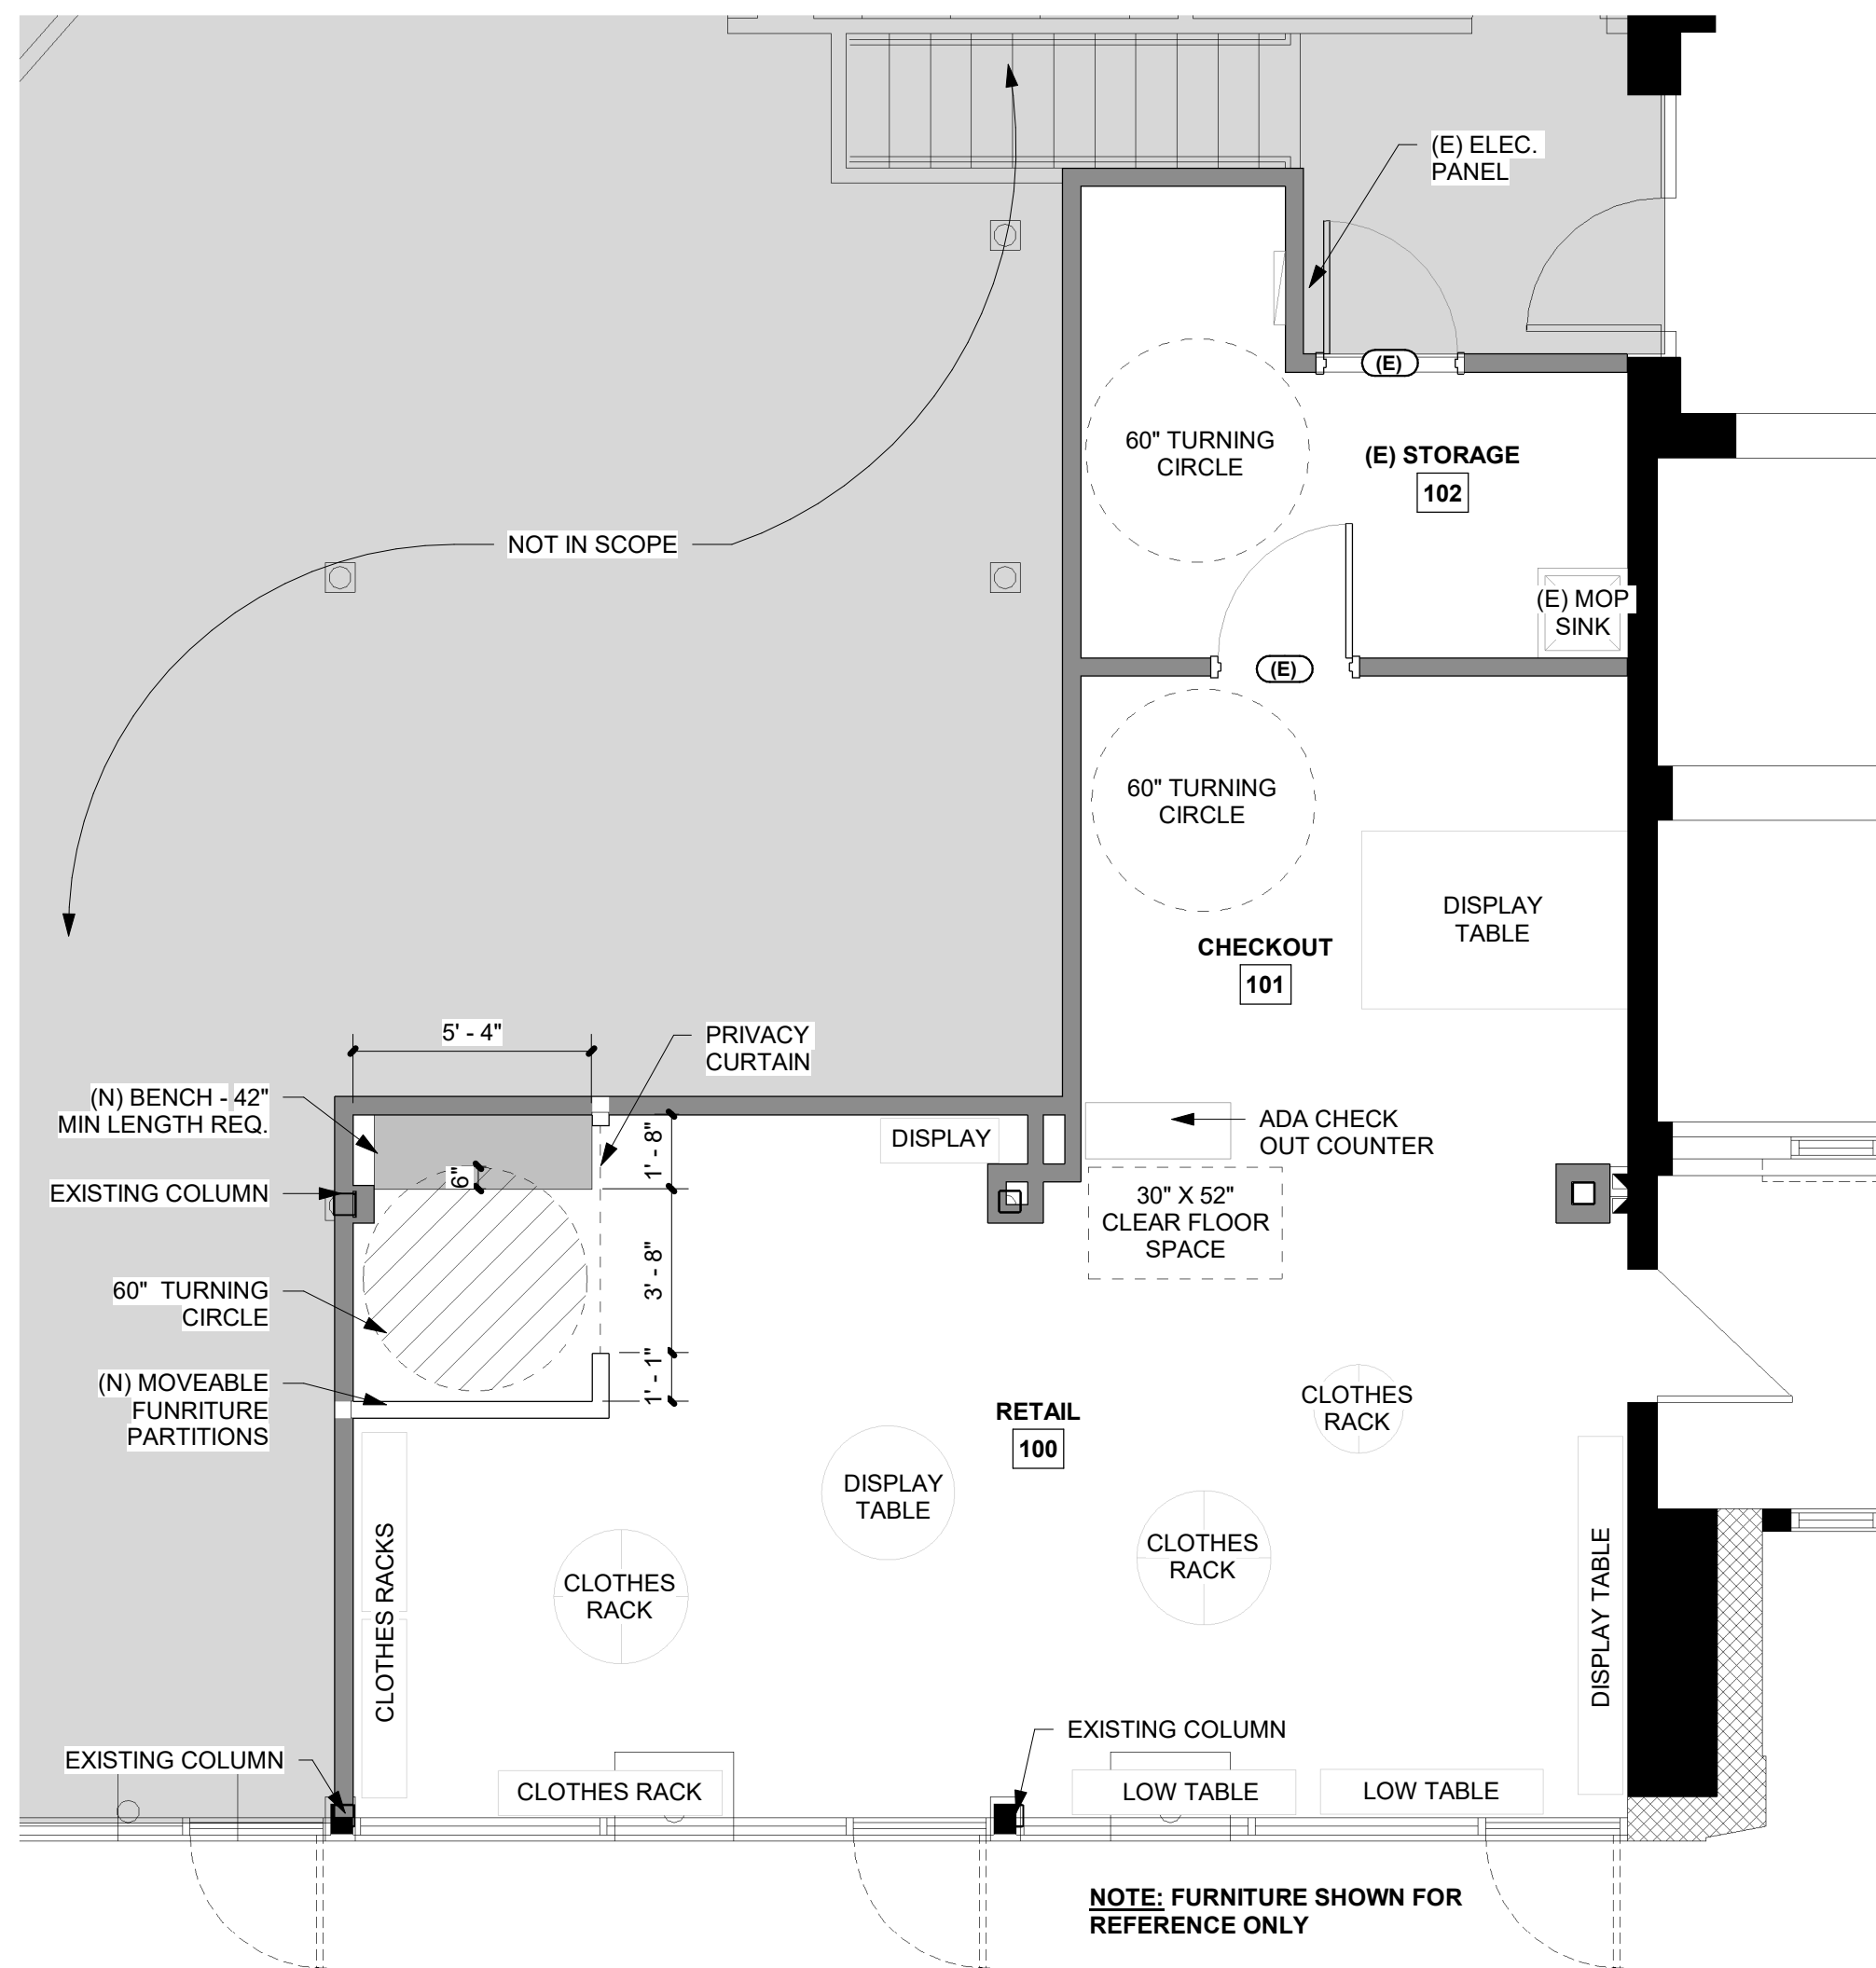 (E) ELEC.
PANEL
(E)
60" TURNING
CIRCLE
(E) STORAGE
102
NOT IN SCOPE
(E) MOP
SINK
(E)
60" TURNING
CIRCLE
DISPLAY
TABLE
CHECKOUT
101
5' - 4"
PRIVACY
CURTAIN
(N) BENCH - 42"
MIN LENGTH REQ.
1' - 8"
DISPLAY
ADA CHECK
OUT COUNTER
6"
EXISTING COLUMN
30" X 52"
CLEAR FLOOR
SPACE
3' - 8"
60" TURNING
CIRCLE
1' - 1"
(N) MOVEABLE
FUNRITURE
PARTITIONS
RETAIL
100
CLOTHES
RACK
DISPLAY
TABLE
CLOTHES
RACK
CLOTHES
RACK
CLOTHES RACKS
DISPLAY TABLE
EXISTING COLUMN
EXISTING COLUMN
CLOTHES RACK
LOW TABLE
LOW TABLE
NOTE: FURNITURE SHOWN FOR
REFERENCE ONLY